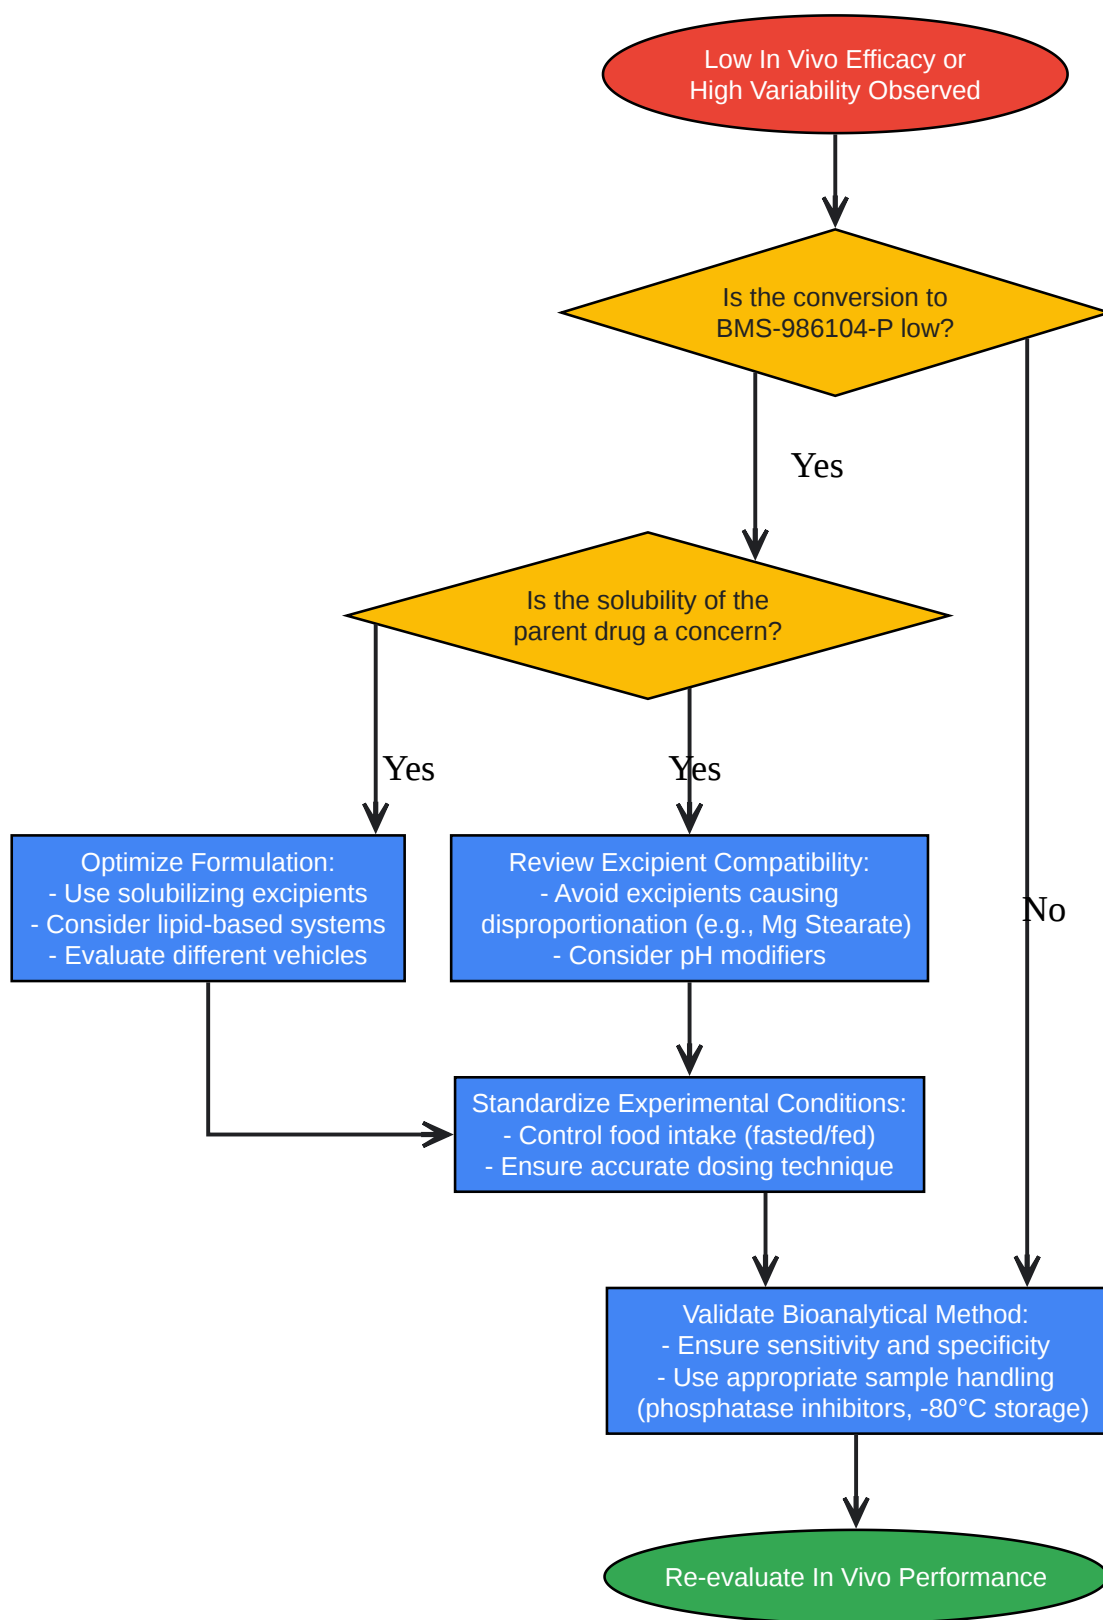 Low In Vivo Efficacy or
High Variability Observed
Is the conversion to
BMS-986104-P low?
Yes
Is the solubility of the
parent drug a concern?
Yes
Yes
Optimize Formulation:
- Use solubilizing excipients
- Consider lipid-based systems
- Evaluate different vehicles
Review Excipient Compatibility:
- Avoid excipients causing
disproportionation (e.g., Mg Stearate)
- Consider pH modifiers
No
Standardize Experimental Conditions:
- Control food intake (fasted/fed)
- Ensure accurate dosing technique
Validate Bioanalytical Method:
- Ensure sensitivity and specificity
- Use appropriate sample handling
(phosphatase inhibitors, -80°C storage)
Re-evaluate In Vivo Performance